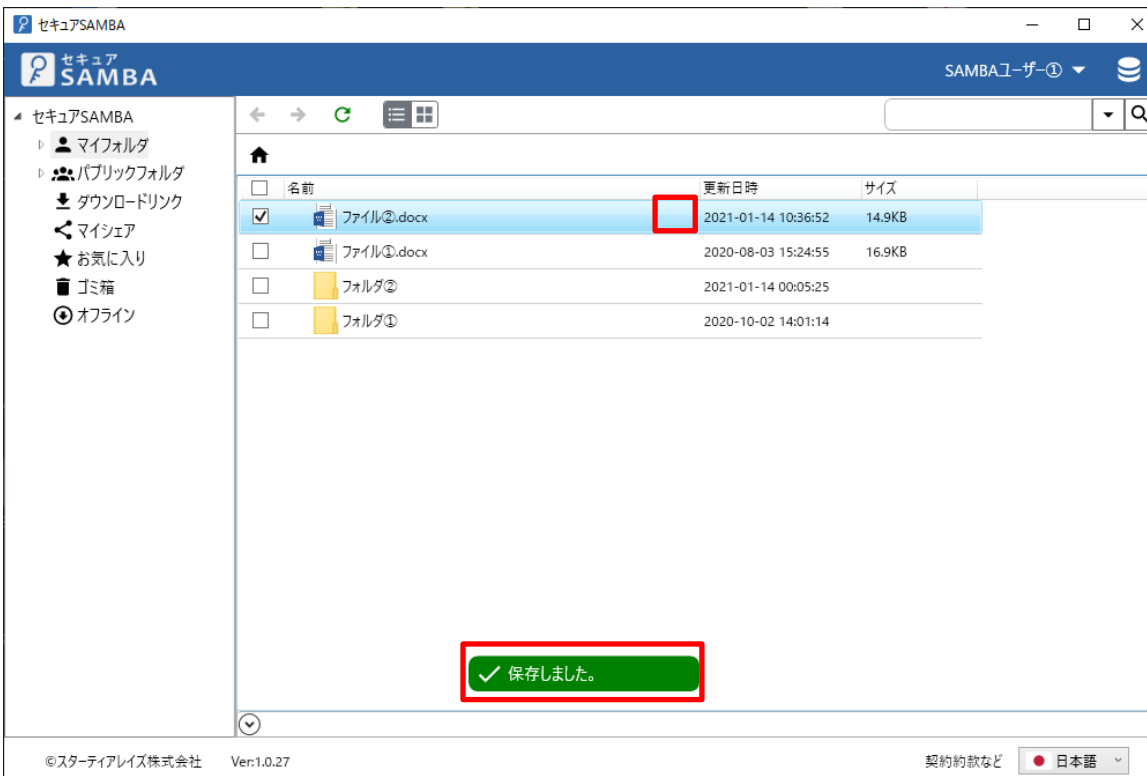 セキュアSAMBA
セキュア
SAMBA
SAMBAユーザー①
セキュアSAMBA
マイフォルダ
パブリックフォルダ
ダウンロードリンク
マイシェア
お気に入り
ゴミ箱
オフライン
名前 更新日時 サイズ
ファイル②.docx 2021-01-14 10:36:52 14.9KB
ファイル①.docx 2020-08-03 15:24:55 16.9KB
フォルダ② 2021-01-14 00:05:25
フォルダ① 2020-10-02 14:01:14
保存しました。
©スターティアレイズ株式会社 Ver:1.0.27 契約約款など 日本語